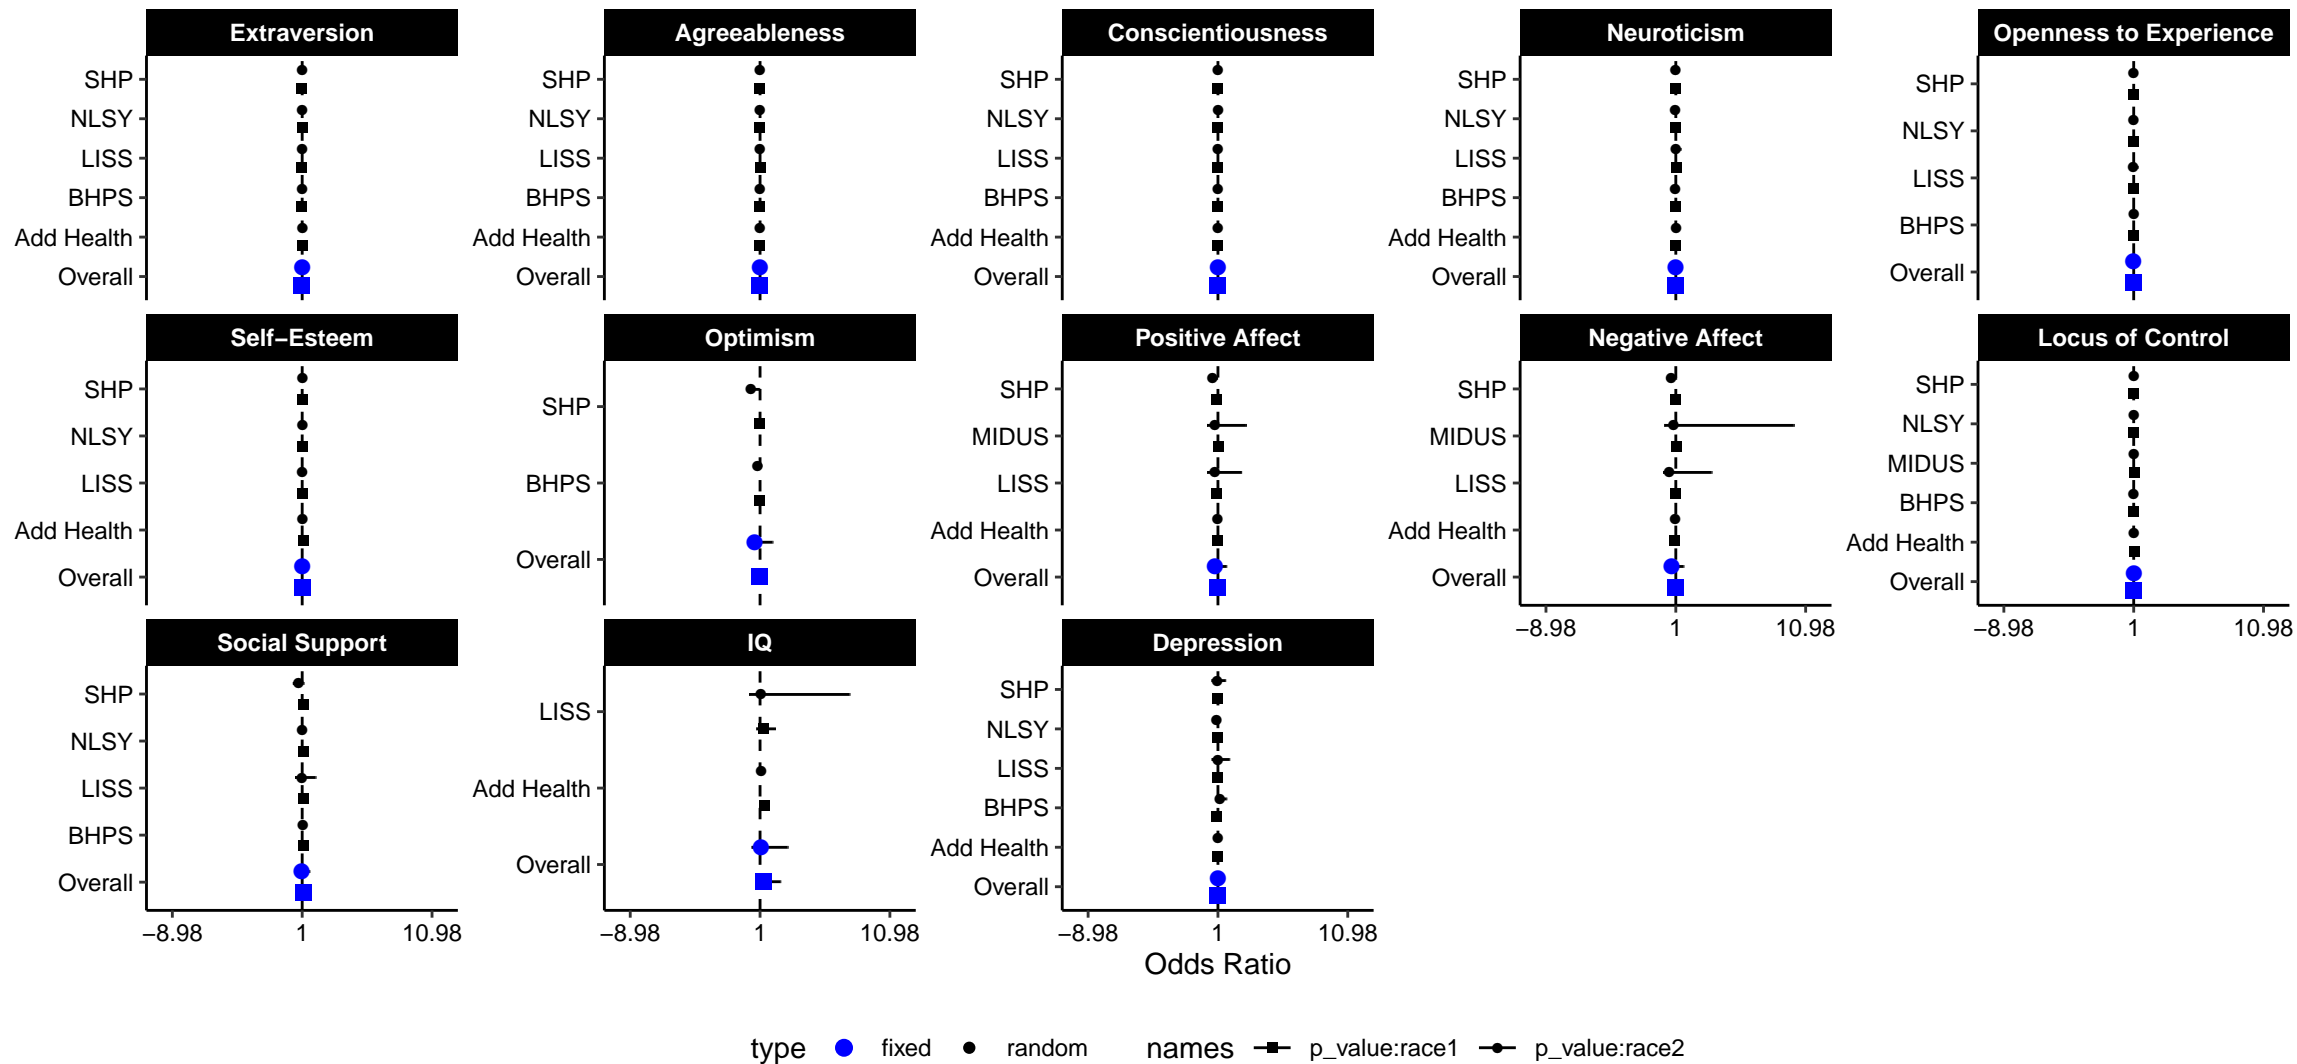 Extraversion
Agreeableness
Conscientiousness
Neuroticism
Openness to Experience
SHP
NLSY
LISS
BHPS
Add Health
Overall
SHP
NLSY
LISS
BHPS
Add Health
Overall
SHP
NLSY
LISS
BHPS
Add Health
Overall
SHP
NLSY
LISS
BHPS
Add Health
Overall
SHP
NLSY
LISS
BHPS
Overall
Self−Esteem
Optimism
Positive Affect
Negative Affect
Locus of Control
SHP
NLSY
LISS
Add Health
Overall
SHP
BHPS
Overall
SHP
MIDUS
LISS
Add Health
Overall
SHP
MIDUS
LISS
Add Health
Overall
−8.98 1 10.98
SHP
NLSY
MIDUS
BHPS
Add Health
Overall
−8.98 1 10.98
Social Support
IQ
Depression
SHP
NLSY
LISS
BHPS
Overall
−8.98 1 10.98
LISS
Add Health
Overall
−8.98 1 10.98
SHP
NLSY
LISS
BHPS
Add Health
Overall
−8.98 1 10.98
Odds Ratio
type fixed random names p_value:race1 p_value:race2